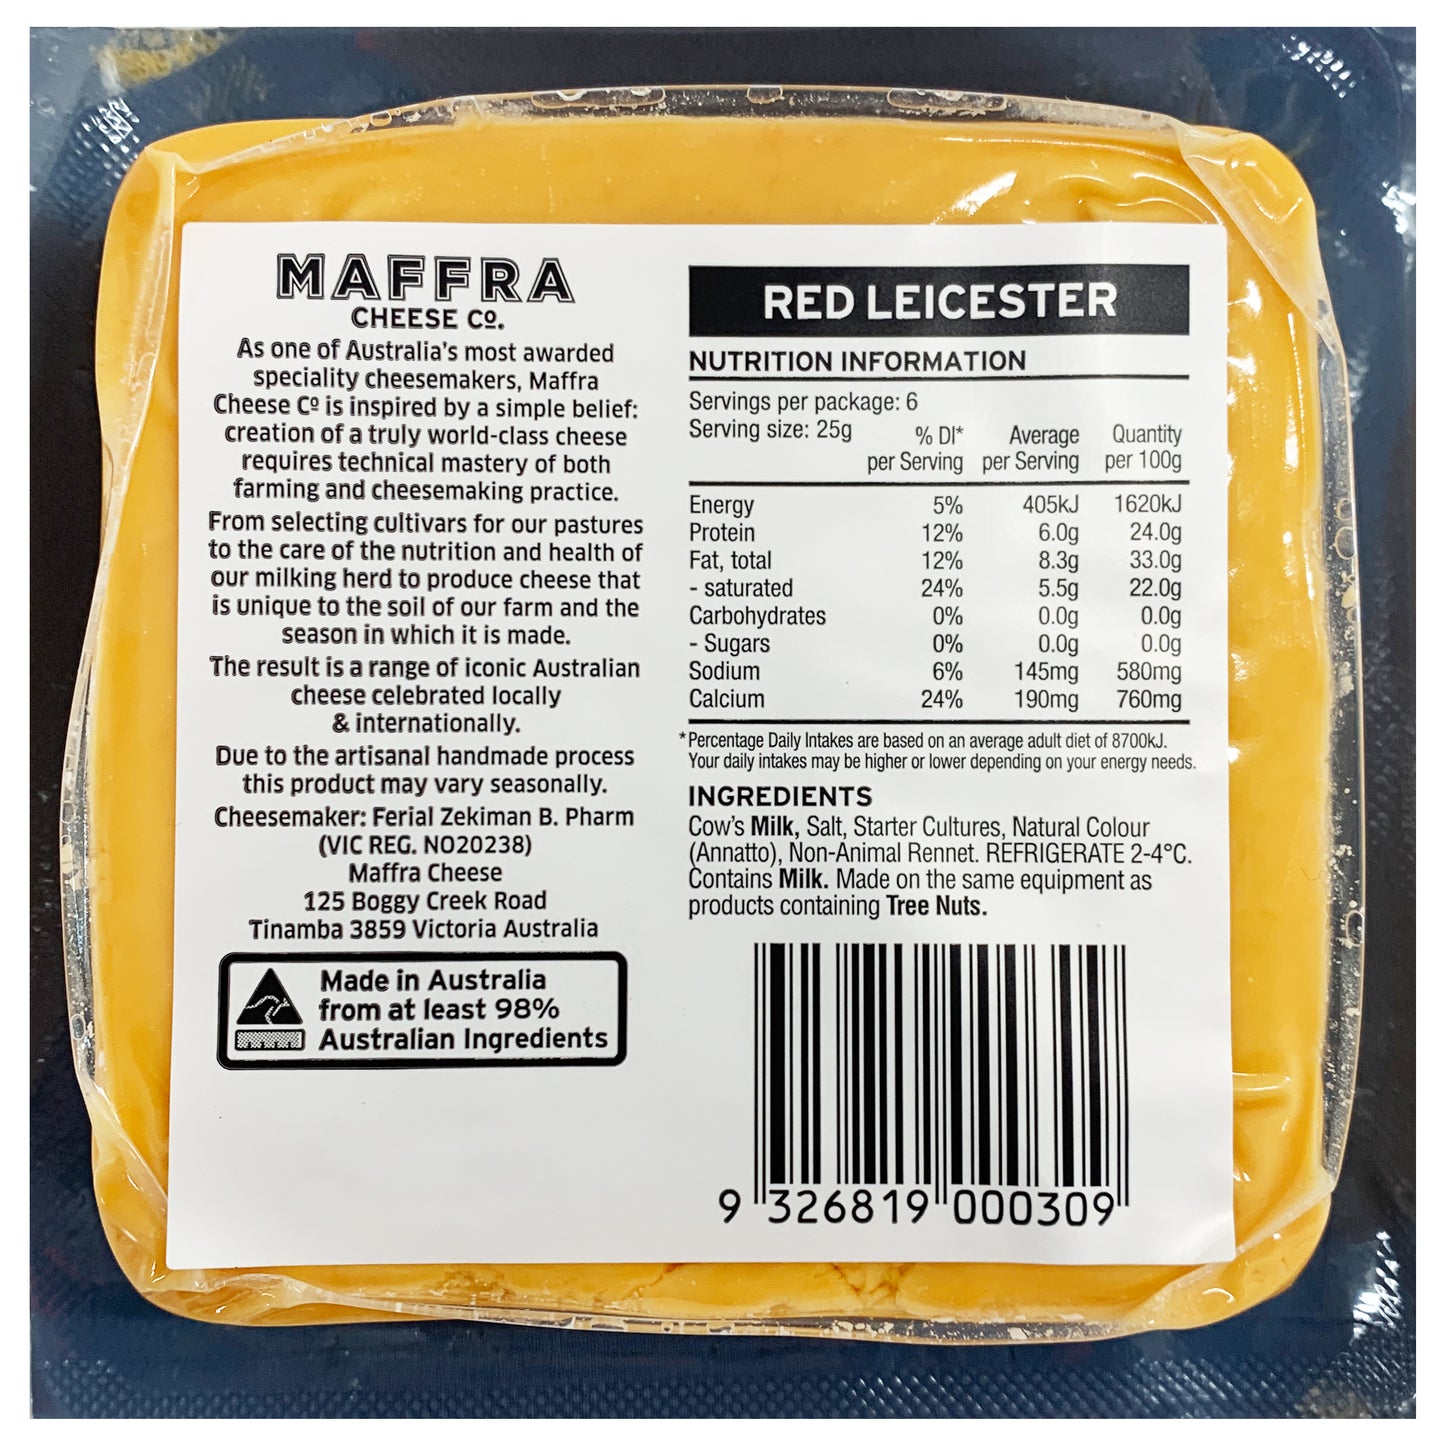 MAFFRA
CHEESE Cº.
As one of Australia's most awarded
speciality cheesemakers, Maffra
Cheese Cº is inspired by a simple belief:
creation of a truly world-class cheese
requires technical mastery of both
farming and cheesemaking practice.
From selecting cultivars for our pastures
to the care of the nutrition and health of
our milking herd to produce cheese that
is unique to the soil of our farm and the
season in which it is made.
The result is a range of iconic Australian
cheese celebrated locally
& internationally.
Due to the artisanal handmade process
this product may vary seasonally.
Cheesemaker: Ferial Zekiman B. Pharm
(VIC REG. NO20238)
Maffra Cheese
125 Boggy Creek Road
Tinamba 3859 Victoria Australia
Made in Australia
from at least 98%
Australian Ingredients
RED LEICESTER
NUTRITION INFORMATION
Servings per package: 6
Serving size: 25g
% DI* Average Quantity
per Serving per Serving per 100g
Energy 5% 405kJ 1620kJ
Protein 12% 6.0g 24.0g
Fat, total 12% 8.3g 33.0g
- saturated 24% 5.5g 22.0g
Carbohydrates 0% 0.0g 0.0g
- Sugars 0% 0.0g 0.0g
Sodium 6% 145mg 580mg
Calcium 24% 190mg 760mg
*Percentage Daily Intakes are based on an average adult diet of 8700kJ.
Your daily intakes may be higher or lower depending on your energy needs.
INGREDIENTS
Cow's Milk, Salt, Starter Cultures, Natural Colour
(Annatto), Non-Animal Rennet. REFRIGERATE 2-4°C.
Contains Milk. Made on the same equipment as
products containing Tree Nuts.
9 326819 000309